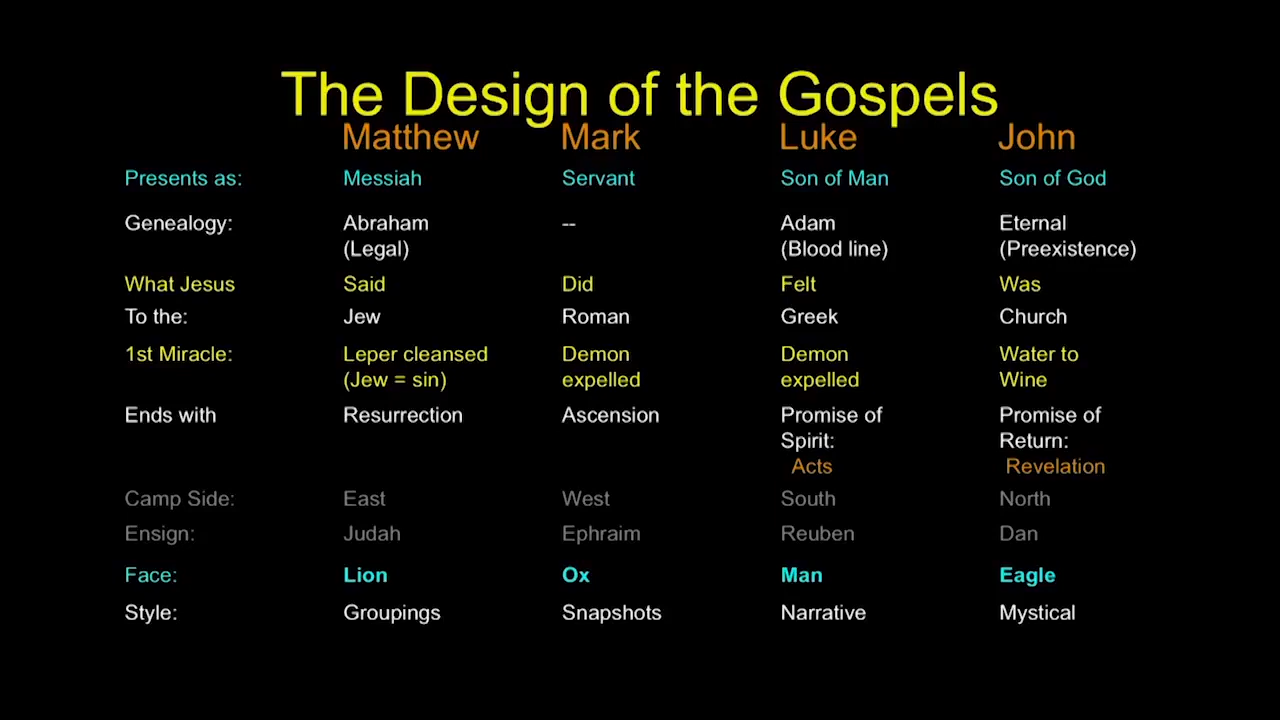 The Design of the Gospels
Matthew Mark Luke John
Presents as: Messiah Servant Son of Man Son of God
Genealogy: Abraham -- Adam Eternal
(Legal) (Blood line) (Preexistence)
What Jesus Said Did Felt Was
To the: Jew Roman Greek Church
1st Miracle: Leper cleansed Demon Demon Water to
(Jew = sin) expelled expelled Wine
Ends with Resurrection Ascension Promise of Promise of
Spirit: Return:
Acts Revelation
Camp Side: East West South North
Ensign: Judah Ephraim Reuben Dan
Face: Lion Ox Man Eagle
Style: Groupings Snapshots Narrative Mystical